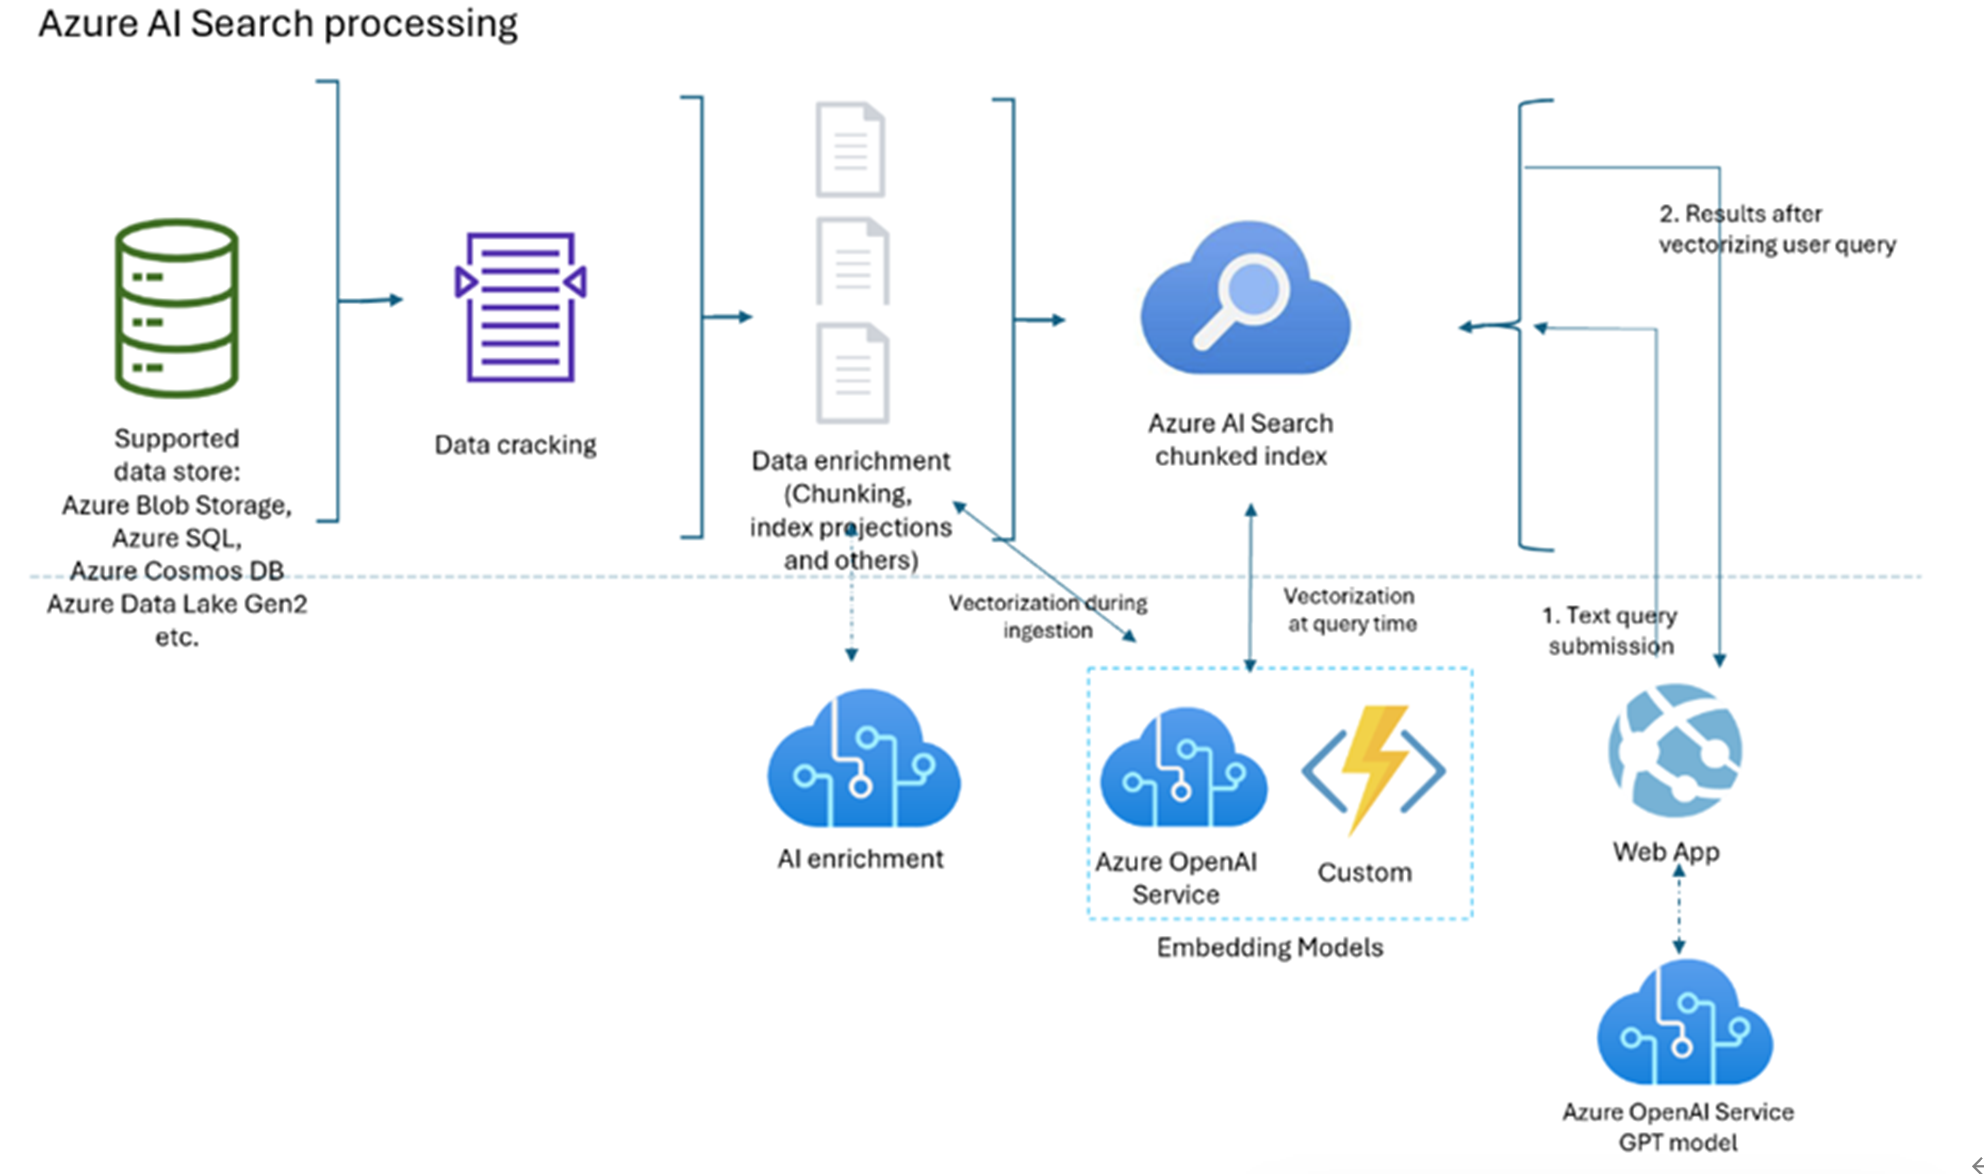 Azure AI Search processing
Supported
data store:
Azure Blob Storage,
Azure SQL,
Azure Cosmos DB
Azure Data Lake Gen2
etc.
Data cracking
Data enrichment
(Chunking,
index projections
and others)
Azure AI Search
chunked index
2. Results after
vectorizing user query
Vectorization during
ingestion
Vectorization
at query time
1. Text query
submission
AI enrichment
Azure OpenAI
Service
Custom
Embedding Models
Web App
Azure OpenAI Service
GPT model